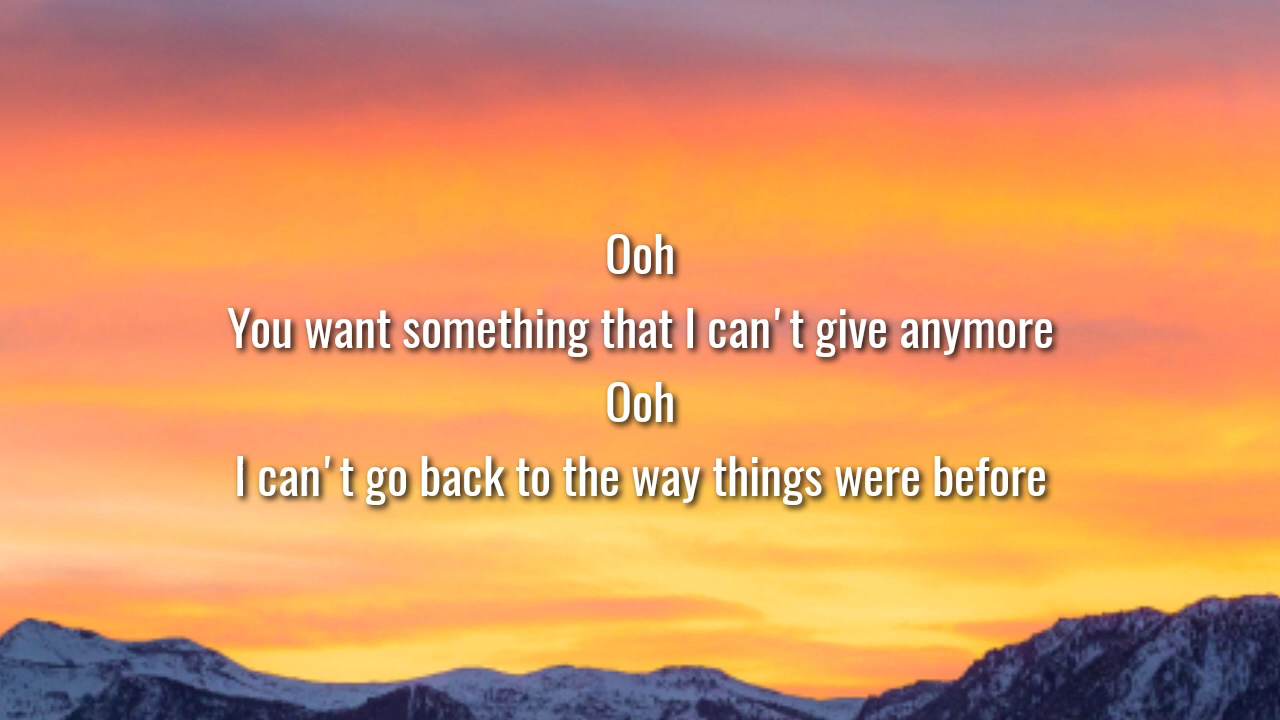 Ooh
You want something that I can't give anymore
Ooh
I can't go back to the way things were before